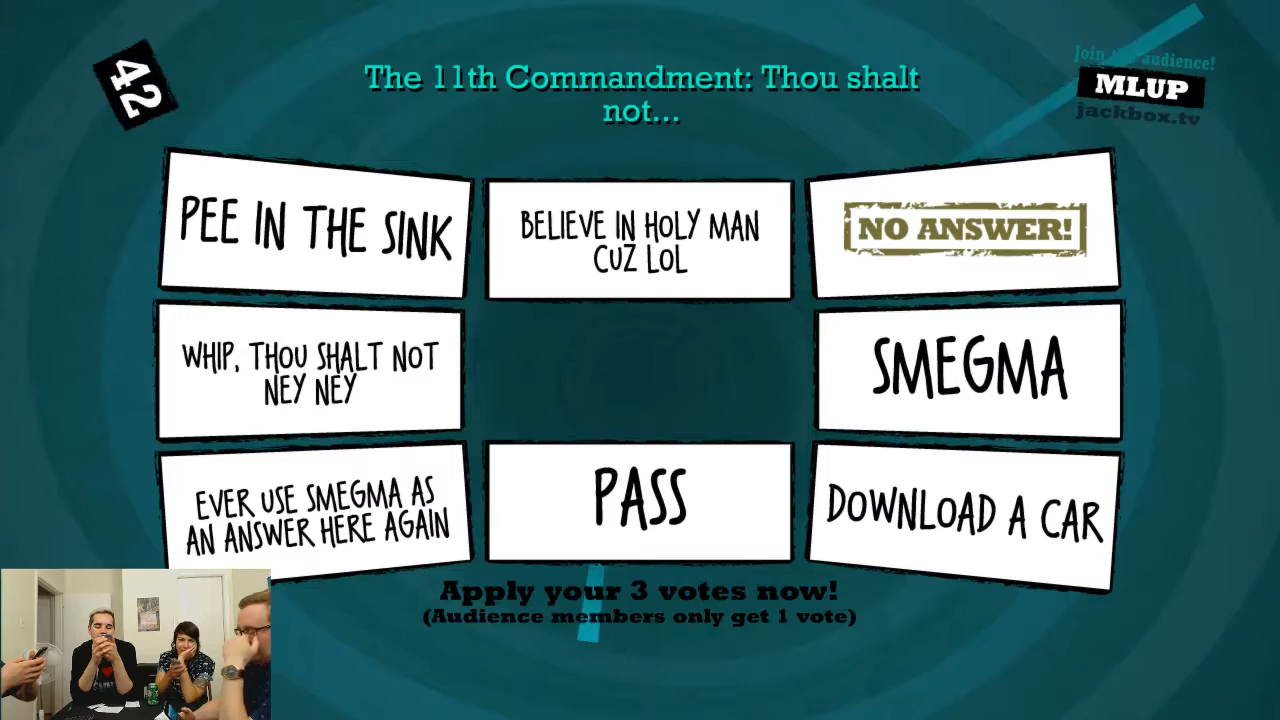 42
The 11th Commandment: Thou shalt
not...
Join the audience!
MLUP
jackbox.tv
PEE IN THE SINK
BELIEVE IN HOLY MAN
CUZ LOL
NO ANSWER!
WHIP, THOU SHALT NOT
NEY NEY
SMEGMA
EVER USE SMEGMA AS
AN ANSWER HERE AGAIN
PASS
DOWNLOAD A CAR
Apply your 3 votes now!
(Audience members only get 1 vote)